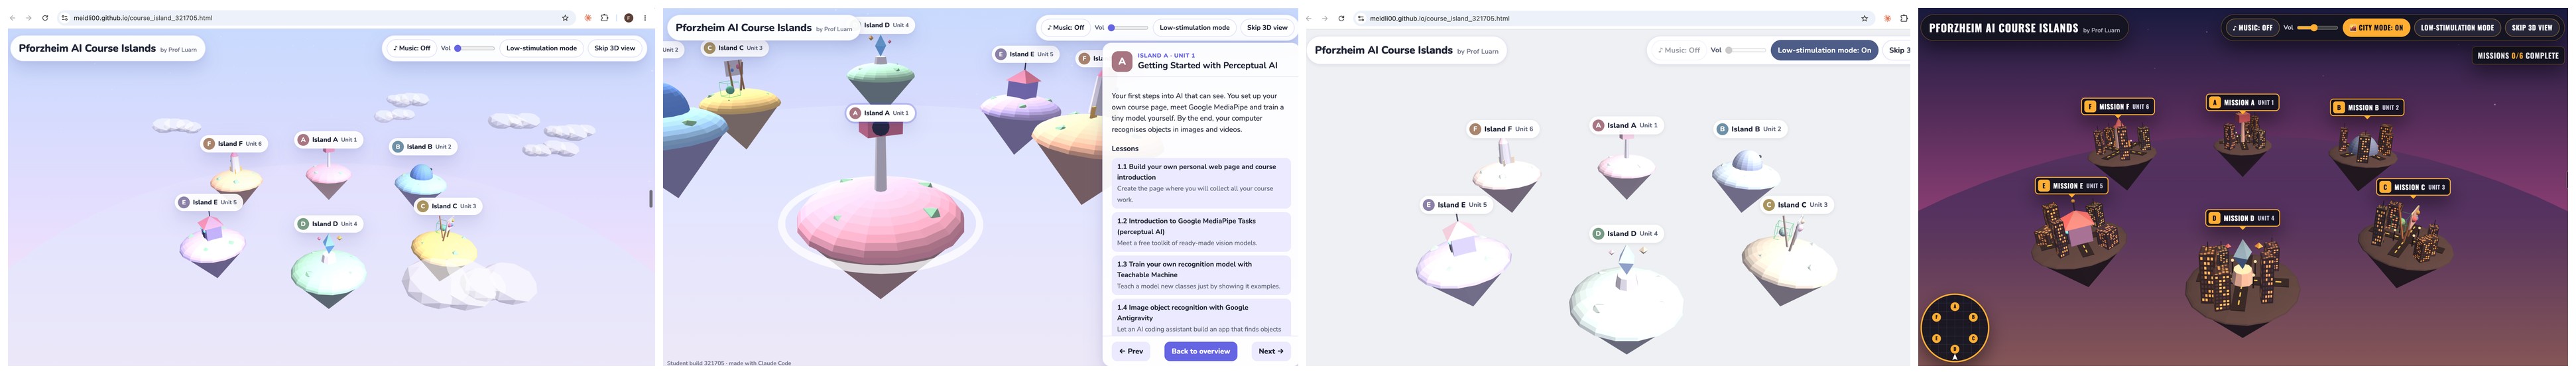 meidli00.github.io/course_island_321705.html
Pforzheim AI Course Islands by Prof Luarn
♪ Music: Off Vol Low-stimulation mode Skip 3D view
F Island F Unit 6
A Island A Unit 1
B Island B Unit 2
E Island E Unit 5
C Island C Unit 3
D Island D Unit 4
Pforzheim AI Course Islands by Prof Luarn
Island D Unit 4
♪ Music: Off Vol Low-stimulation mode Skip 3D view
Unit 2
C Island C Unit 3
E Island E Unit 5
F Isla
A Island A Unit 1
A
ISLAND A · UNIT 1
Getting Started with Perceptual AI
Your first steps into AI that can see. You set up your
own course page, meet Google MediaPipe and train a
tiny model yourself. By the end, your computer
recognises objects in images and videos.
Lessons
1.1 Build your own personal web page and course
introduction
Create the page where you will collect all your course
work.
1.2 Introduction to Google MediaPipe Tasks
(perceptual AI)
Meet a free toolkit of ready-made vision models.
1.3 Train your own recognition model with
Teachable Machine
Teach a model new classes just by showing it examples.
1.4 Image object recognition with Google
Antigravity
Let an AI coding assistant build an app that finds objects
← Prev Back to overview Next →
Student build 321705 · made with Claude Code
meidli00.github.io/course_island_321705.html
Pforzheim AI Course Islands by Prof Luarn
♪ Music: Off Vol Low-stimulation mode: On Skip 3
F Island F Unit 6
A Island A Unit 1
B Island B Unit 2
E Island E Unit 5
C Island C Unit 3
D Island D Unit 4
PFORZHEIM AI COURSE ISLANDS by Prof Luarn
♪ MUSIC: OFF Vol CITY MODE: ON LOW-STIMULATION MODE SKIP 3D VIEW
MISSIONS 0/6 COMPLETE
F MISSION F UNIT 6
A MISSION A UNIT 1
B MISSION B UNIT 2
E MISSION E UNIT 5
C MISSION C UNIT 3
D MISSION D UNIT 4
A
F B
E C
D